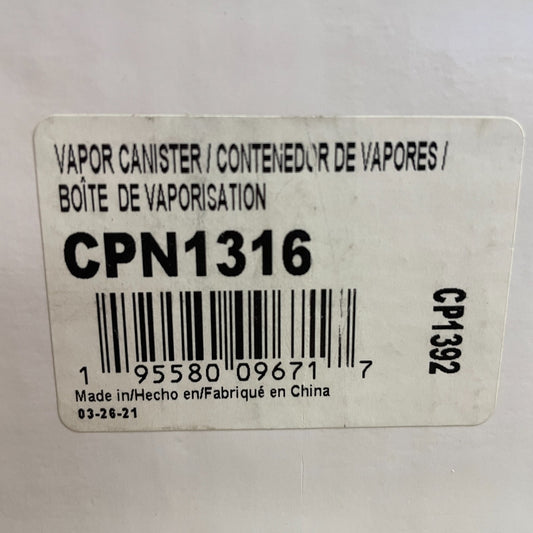 VAPOR CANISTER / CONTENEDOR DE VAPORES /
BOÎTE DE VAPORISATION
CPN1316
CP1392
1 95580 09671 7
Made in/Hecho en/Fabriqué en China
03-26-21